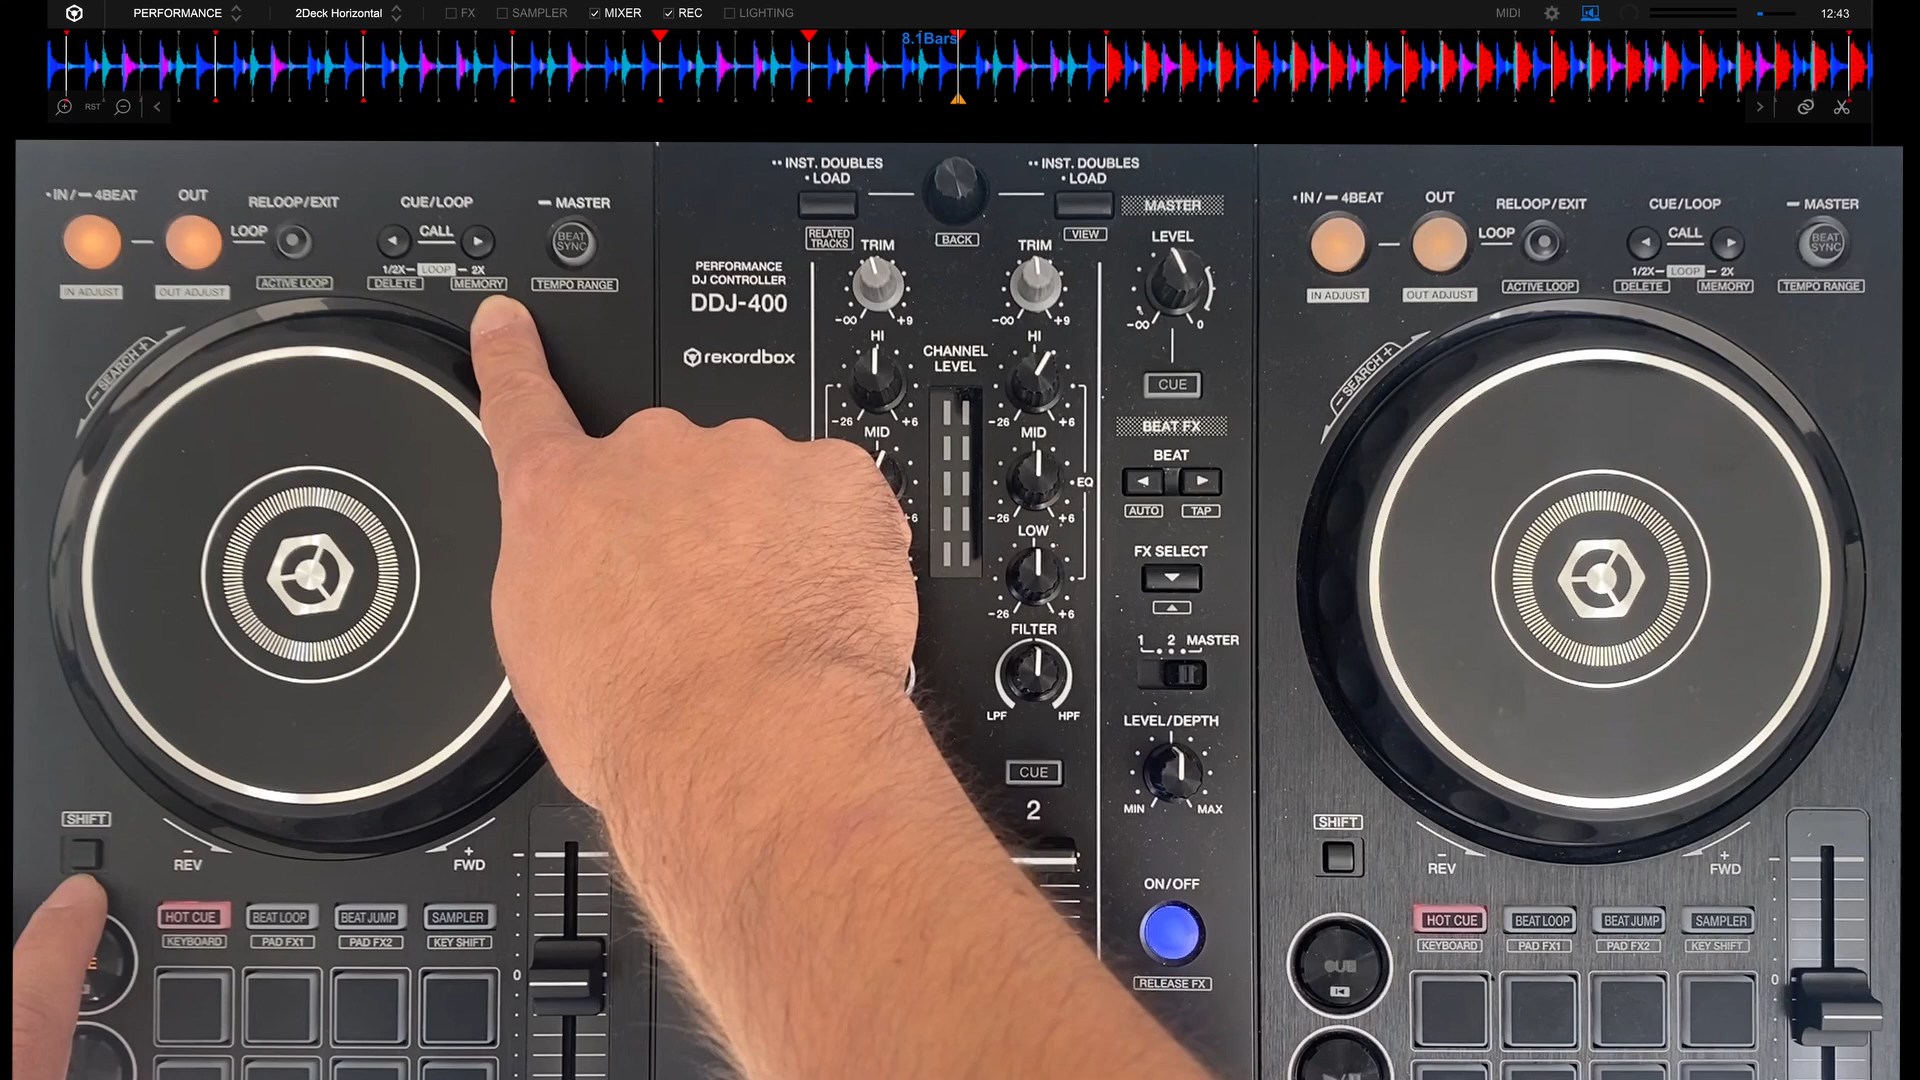 PERFORMANCE 2Deck Horizontal FX SAMPLER MIXER REC LIGHTING MIDI 12:43
8.1Bars
RST
IN / 4BEAT OUT RELOOP/EXIT CUE/LOOP MASTER
LOOP CALL BEAT SYNC
1/2X LOOP 2X
IN ADJUST OUT ADJUST ACTIVE LOOP DELETE MEMORY TEMPO RANGE
- SEARCH +
INST. DOUBLES INST. DOUBLES
LOAD LOAD
RELATED TRACKS BACK VIEW
TRIM TRIM
PERFORMANCE
DJ CONTROLLER
DDJ-400
rekordbox
-∞ +9 -∞ +9
HI HI
CHANNEL
LEVEL
-26 +6 -26 +6
MID MID
EQ
+6 -26 +6
LOW
-26 +6
FILTER
LPF HPF
CUE
2
MASTER
LEVEL
-∞ 0
CUE
BEAT FX
BEAT
AUTO TAP
FX SELECT
1 2 MASTER
LEVEL/DEPTH
MIN MAX
ON/OFF
RELEASE FX
IN / 4BEAT OUT RELOOP/EXIT CUE/LOOP MASTER
LOOP CALL BEAT SYNC
1/2X LOOP 2X
IN ADJUST OUT ADJUST ACTIVE LOOP DELETE MEMORY TEMPO RANGE
- SEARCH +
SHIFT
- REV + FWD
HOT CUE BEAT LOOP BEAT JUMP SAMPLER
KEYBOARD PAD FX1 PAD FX2 KEY SHIFT
0
SHIFT
- REV + FWD
HOT CUE BEAT LOOP BEAT JUMP SAMPLER
KEYBOARD PAD FX1 PAD FX2 KEY SHIFT
CUE
0